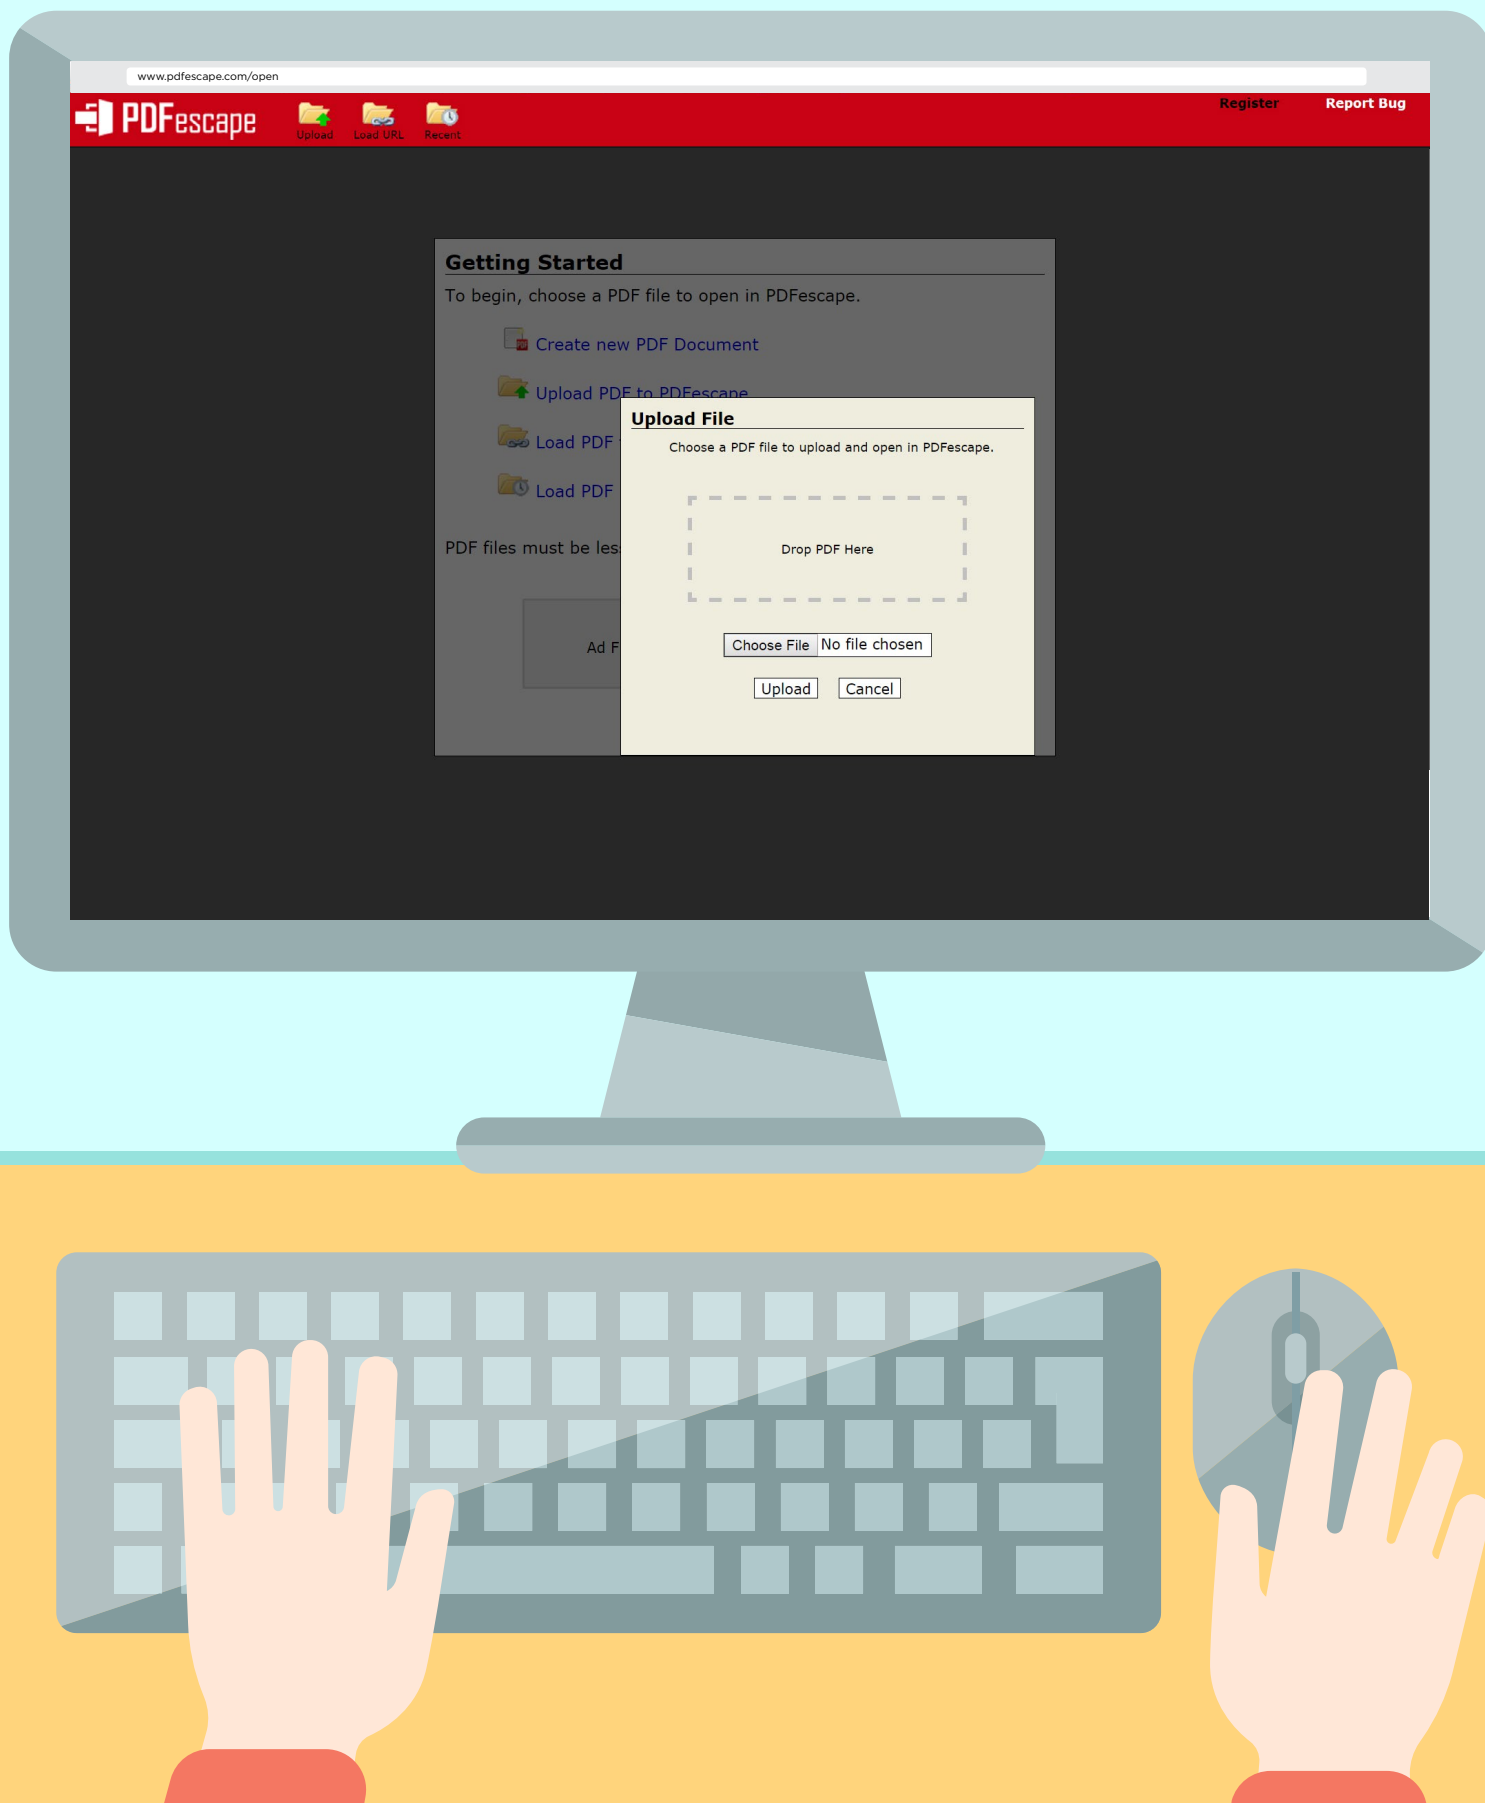 www.pdfescape.com/open
PDFescape
Upload
Load URL
Recent
Register
Report Bug
Getting Started
To begin, choose a PDF file to open in PDFescape.
Create new PDF Document
Upload PDF to PDFescape
Load PDF
Load PDF
PDF files must be les
Ad F
Upload File
Choose a PDF file to upload and open in PDFescape.
Drop PDF Here
Choose File No file chosen
Upload Cancel